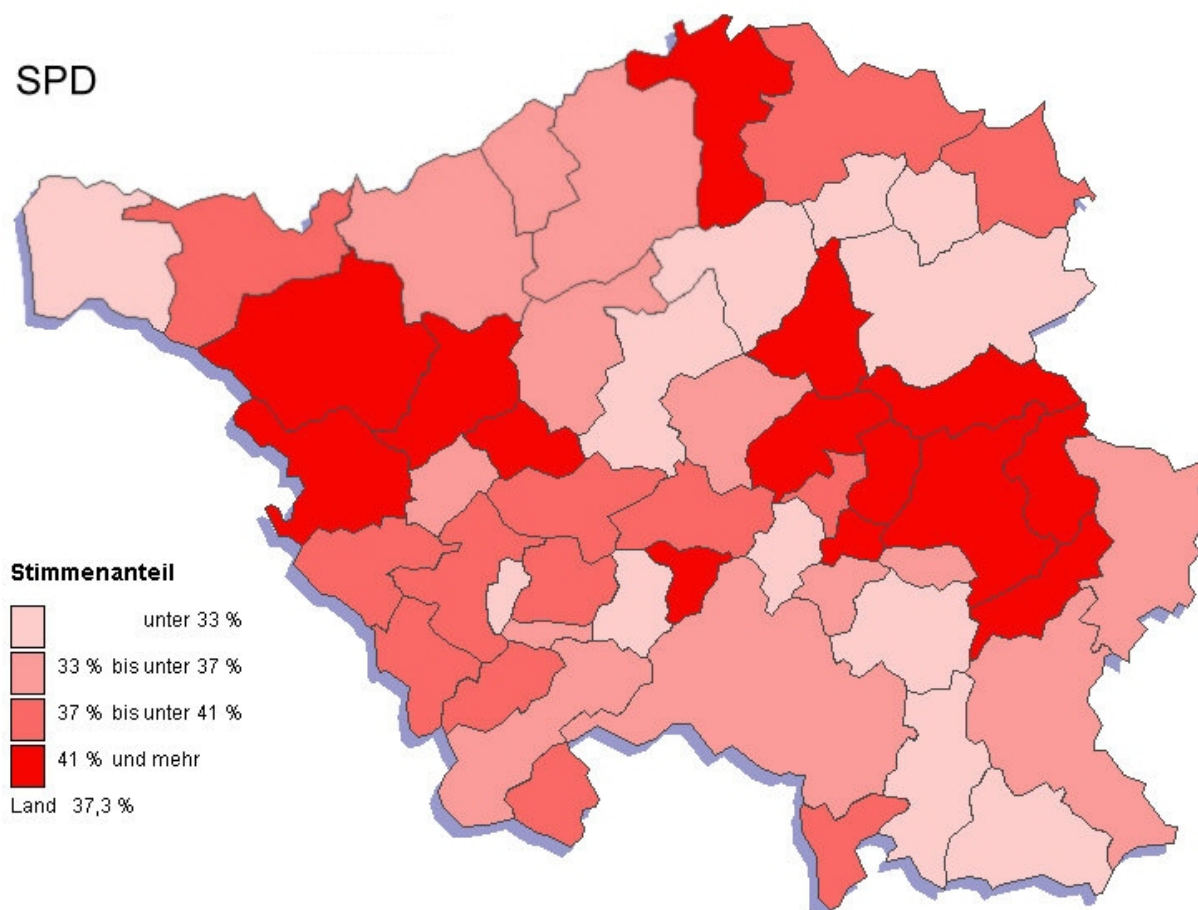 SPD
Stimmenanteil
unter 33 %
33 % bis unter 37 %
37 % bis unter 41 %
41 % und mehr
Land 37,3 %